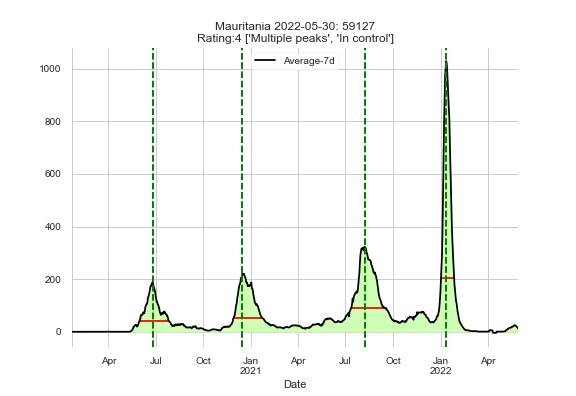 Mauritania 2022-05-30: 59127
Rating:4 ['Multiple peaks', 'In control']
Average-7d
1000
800
600
400
200
0
Apr Jul Oct Jan Apr Jul Oct Jan Apr
2021 2022
Date